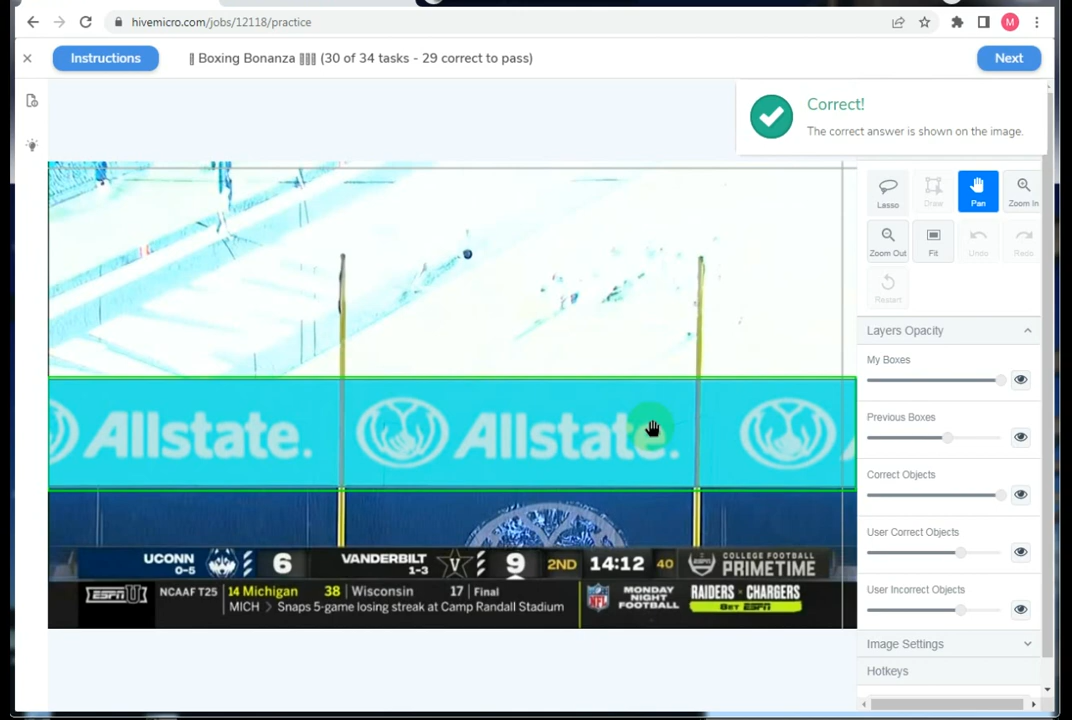 hivemicro.com/jobs/12118/practice
M
Instructions
Boxing Bonanza (30 of 34 tasks - 29 correct to pass)
Next
Correct!
The correct answer is shown on the image.
Lasso
Draw
Pan
Zoom In
Zoom Out
Fit
Undo
Redo
Restart
Layers Opacity
My Boxes
Previous Boxes
Correct Objects
User Correct Objects
User Incorrect Objects
Image Settings
Hotkeys
Allstate. Allstate. A
UCONN 6 VANDERBILT V 9 2ND 14:12 40 COLLEGE FOOTBALL PRIMETIME
0-5 1-3
ESPNU NCAAF T25 14 Michigan 38 Wisconsin 17 Final
MICH > Snaps 5-game losing streak at Camp Randall Stadium
NFL MONDAY NIGHT FOOTBALL RAIDERS · CHARGERS
BET ESPN